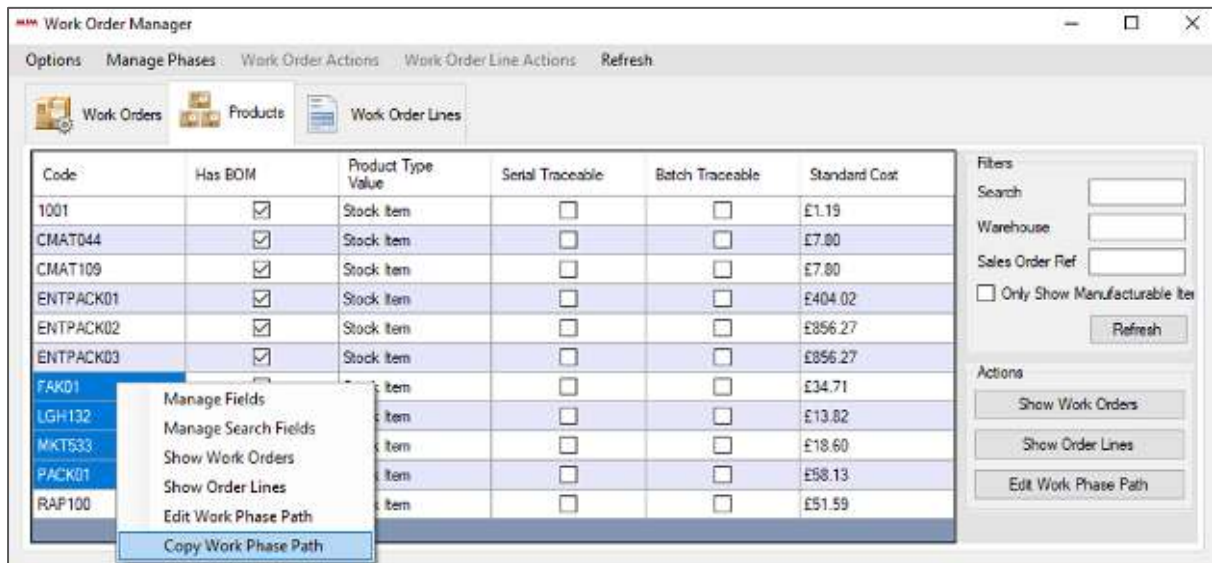 Work Order Manager
Options Manage Phases Work Order Actions Work Order Line Actions Refresh
Work Orders Products Work Order Lines
Code Has BOM Product Type Value Serial Traceable Batch Traceable Standard Cost
1001 Stock Item £1.19
CMAT044 Stock Item £7.80
CMAT109 Stock Item £7.80
ENTPACK01 Stock Item £404.02
ENTPACK02 Stock Item £856.27
ENTPACK03 Stock Item £856.27
FAK01 Item £34.71
LGH132 Item £13.82
MKT533 Item £18.60
PACK01 Item £58.13
RAP100 Item £51.59
Manage Fields
Manage Search Fields
Show Work Orders
Show Order Lines
Edit Work Phase Path
Copy Work Phase Path
Filters
Search
Warehouse
Sales Order Ref
Only Show Manufacturable Iter
Refresh
Actions
Show Work Orders
Show Order Lines
Edit Work Phase Path